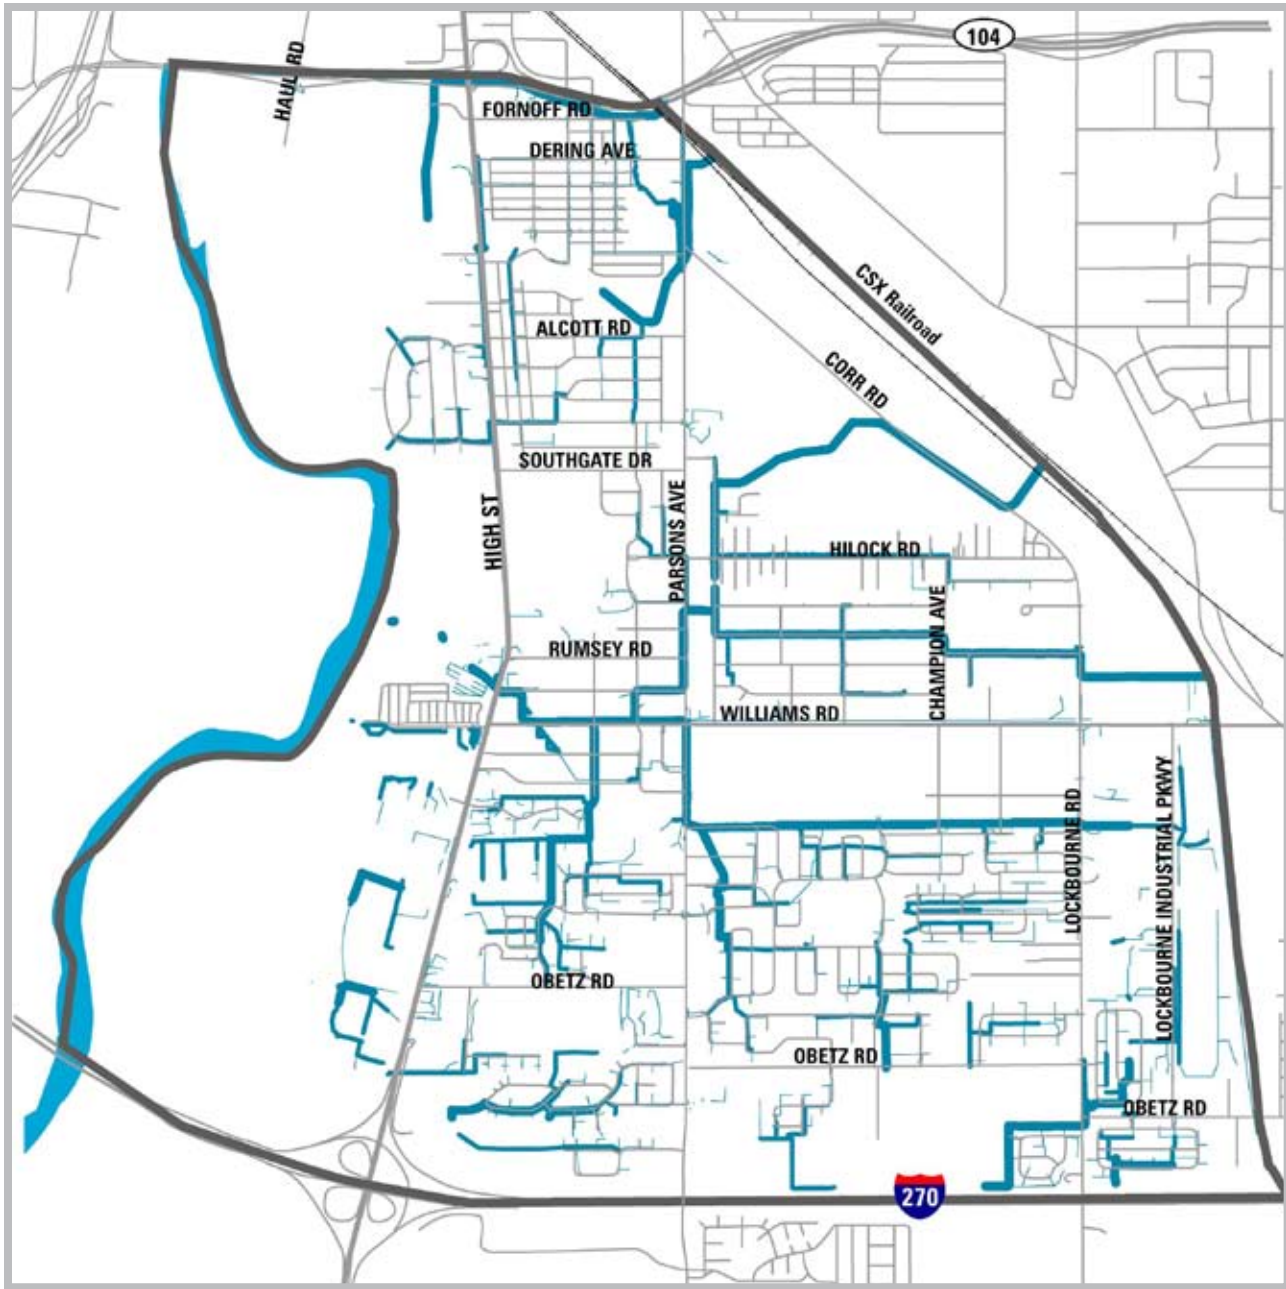 104
HAUL RD
FORNOFF RD
DERING AVE
CSX Railroad
ALCOTT RD
CORR RD
SOUTHGATE DR
HIGH ST
PARSONS AVE
HILOCK RD
CHAMPION AVE
RUMSEY RD
WILLIAMS RD
LOCKBOURNE RD
LOCKBOURNE INDUSTRIAL PKWY
OBETZ RD
OBETZ RD
OBETZ RD
270